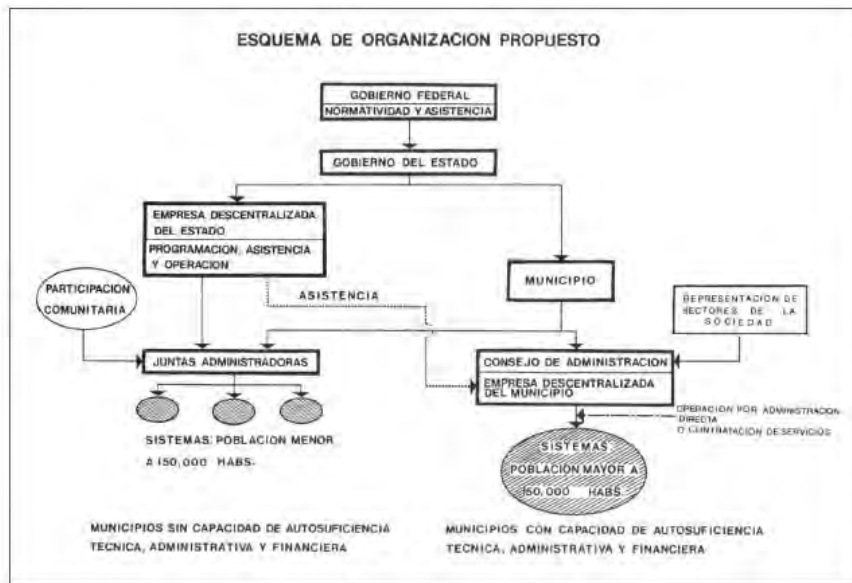 ESQUEMA DE ORGANIZACION PROPUESTO
GOBIERNO FEDERAL
NORMATIVIDAD Y ASISTENCIA
GOBIERNO DEL ESTADO
EMPRESA DESCENTRALIZADA
DEL ESTADO
PROGRAMACION, ASISTENCIA
Y OPERACION
MUNICIPIO
PARTICIPACION
COMUNITARIA
ASISTENCIA
REPRESENTACION DE
SECTORES DE LA
SOCIEDAD
JUNTAS ADMINISTRADORAS
CONSEJO DE ADMINISTRACION
EMPRESA DESCENTRALIZADA
DEL MUNICIPIO
OPERACION POR ADMINISTRACION
DIRECTA
O CONTRATACION DE SERVICIOS
SISTEMAS: POBLACION MENOR
A 150,000 HABS.
SISTEMAS:
POBLACION MAYOR A
150,000 HABS.
MUNICIPIOS SIN CAPACIDAD DE AUTOSUFICIENCIA
TECNICA, ADMINISTRATIVA Y FINANCIERA
MUNICIPIOS CON CAPACIDAD DE AUTOSUFICIENCIA
TECNICA, ADMINISTRATIVA Y FINANCIERA